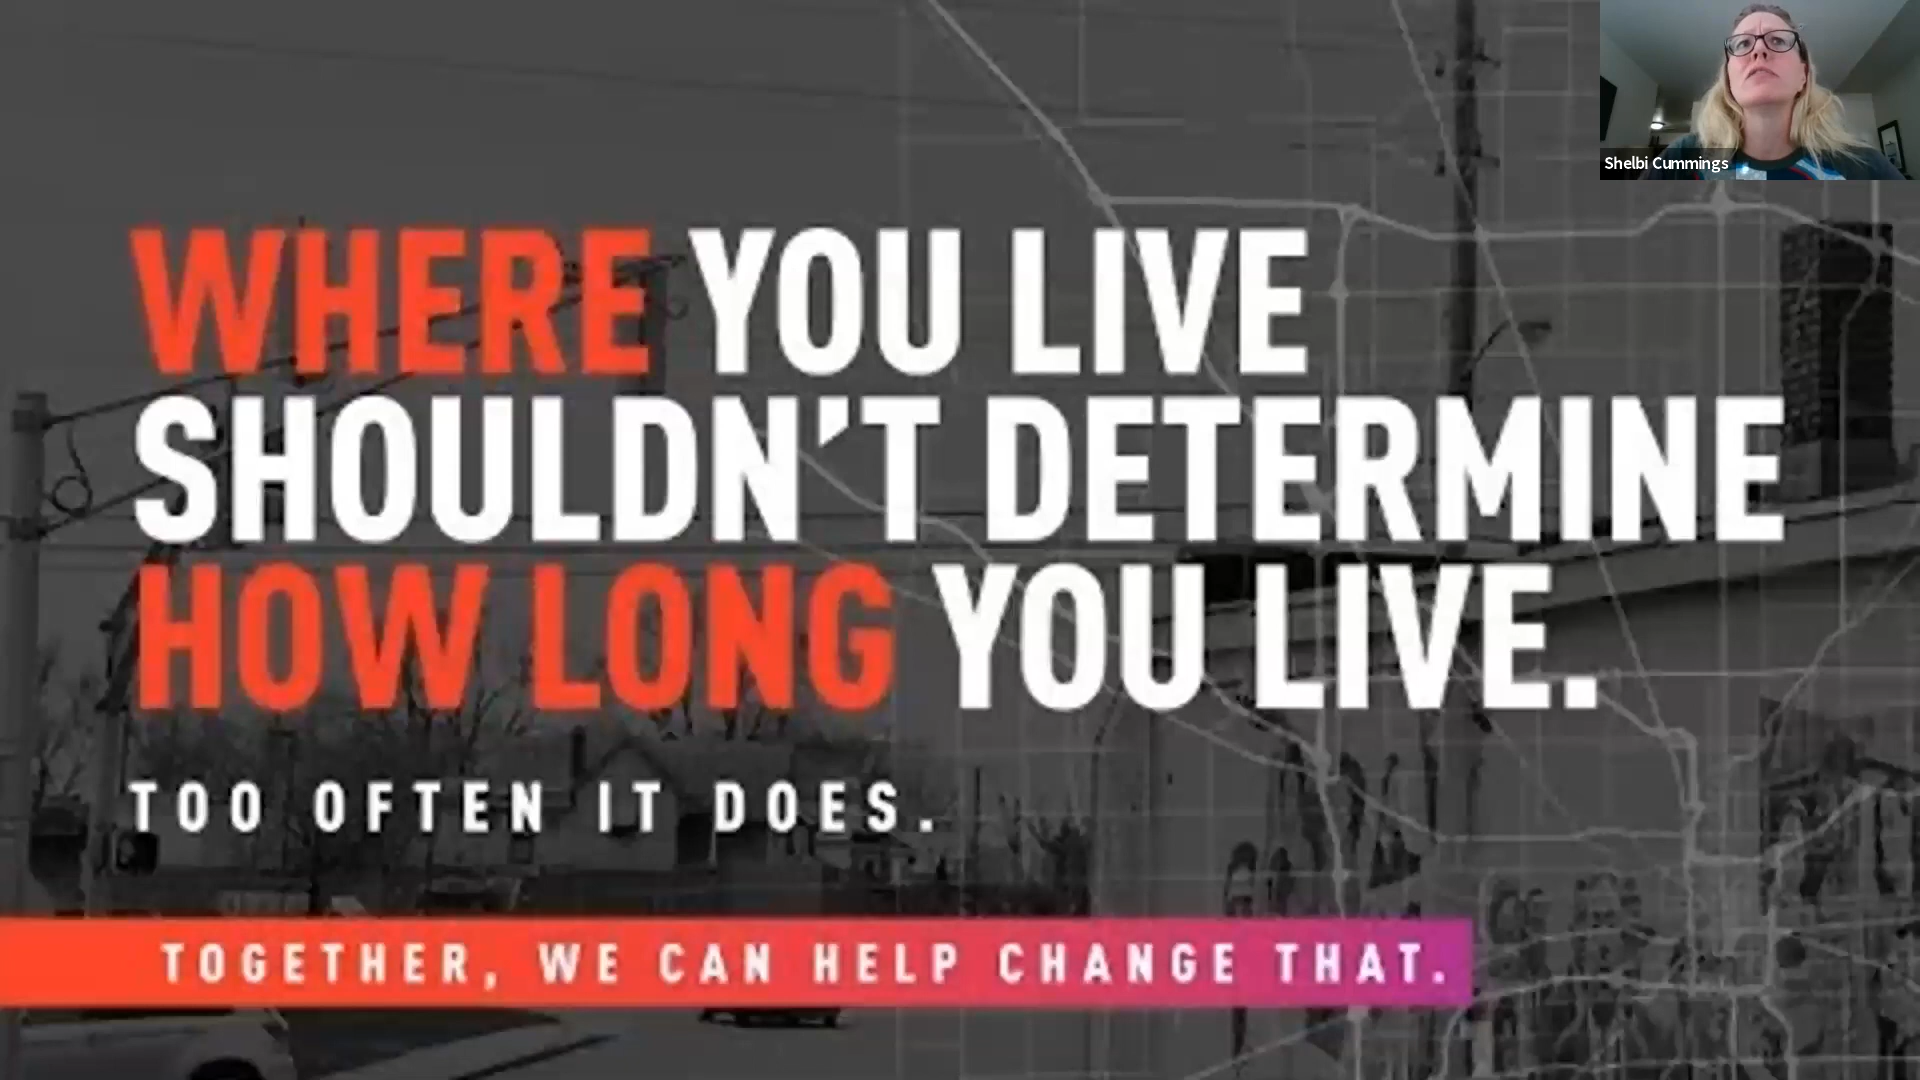 Shelbi Cummings
WHERE YOU LIVE
SHOULDN'T DETERMINE
HOW LONG YOU LIVE.
TOO OFTEN IT DOES.
TOGETHER, WE CAN HELP CHANGE THAT.